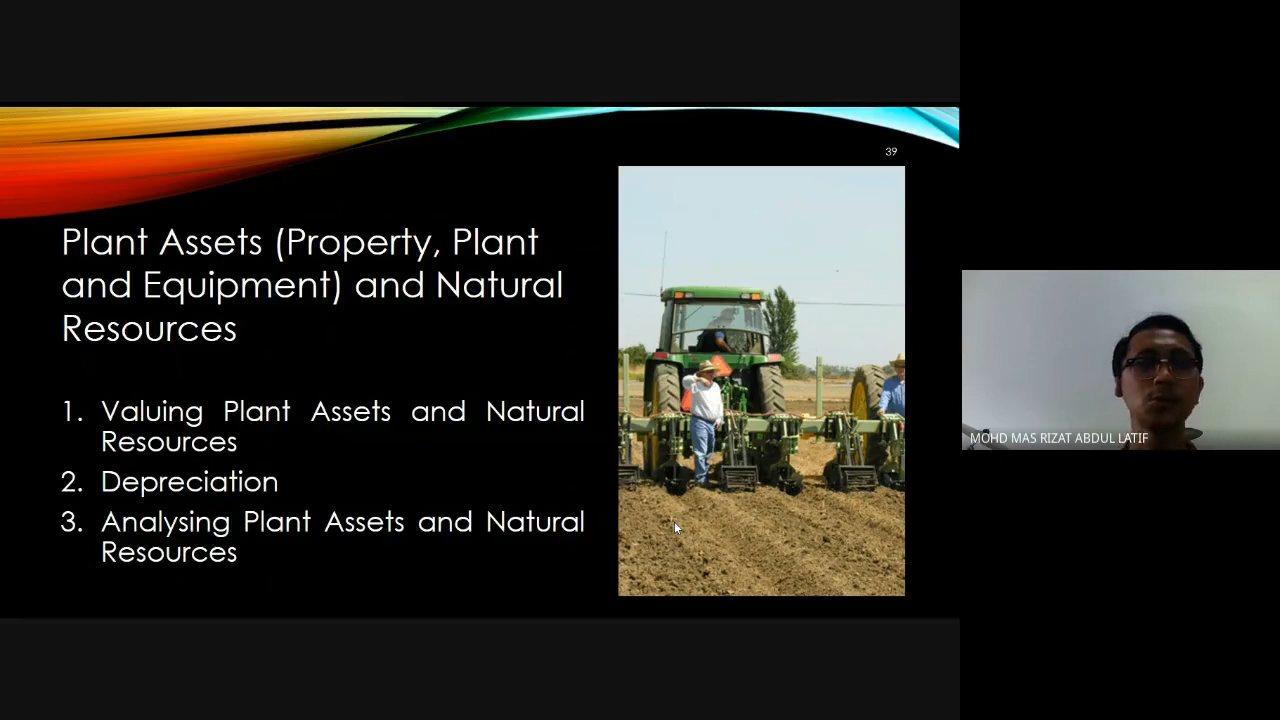 39
Plant Assets (Property, Plant
and Equipment) and Natural
Resources
1. Valuing Plant Assets and Natural
Resources
2. Depreciation
3. Analysing Plant Assets and Natural
Resources
MOHD MAS RIZAT ABDUL LATIF